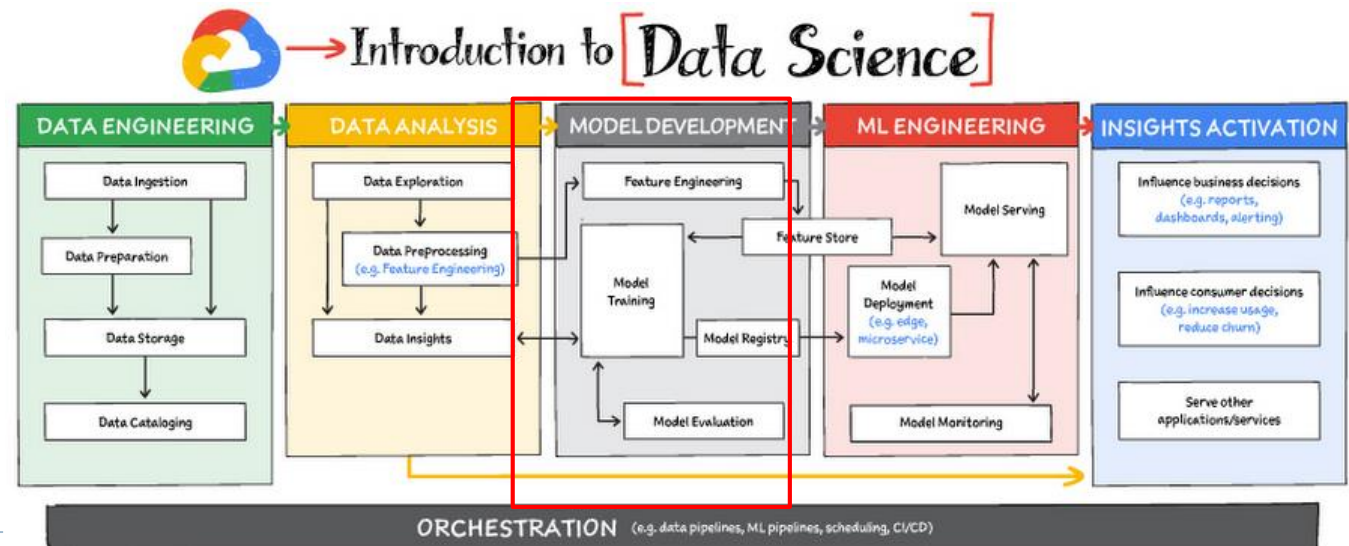 Introduction to [Data Science]
DATA ENGINEERING
Data Ingestion
Data Preparation
Data Storage
Data Cataloging
DATA ANALYSIS
Data Exploration
Data Preprocessing
(e.g. Feature Engineering)
Data Insights
MODEL DEVELOPMENT
Feature Engineering
Feature Store
Model
Training
Model Registry
Model Evaluation
ML ENGINEERING
Model Serving
Model
Deployment
(e.g. edge,
microservice)
Model Monitoring
INSIGHTS ACTIVATION
Influence business decisions
(e.g. reports,
dashboards, alerting)
Influence consumer decisions
(e.g. increase usage,
reduce churn)
Serve other
applications/services
ORCHESTRATION (e.g. data pipelines, ML pipelines, scheduling, CI/CD)